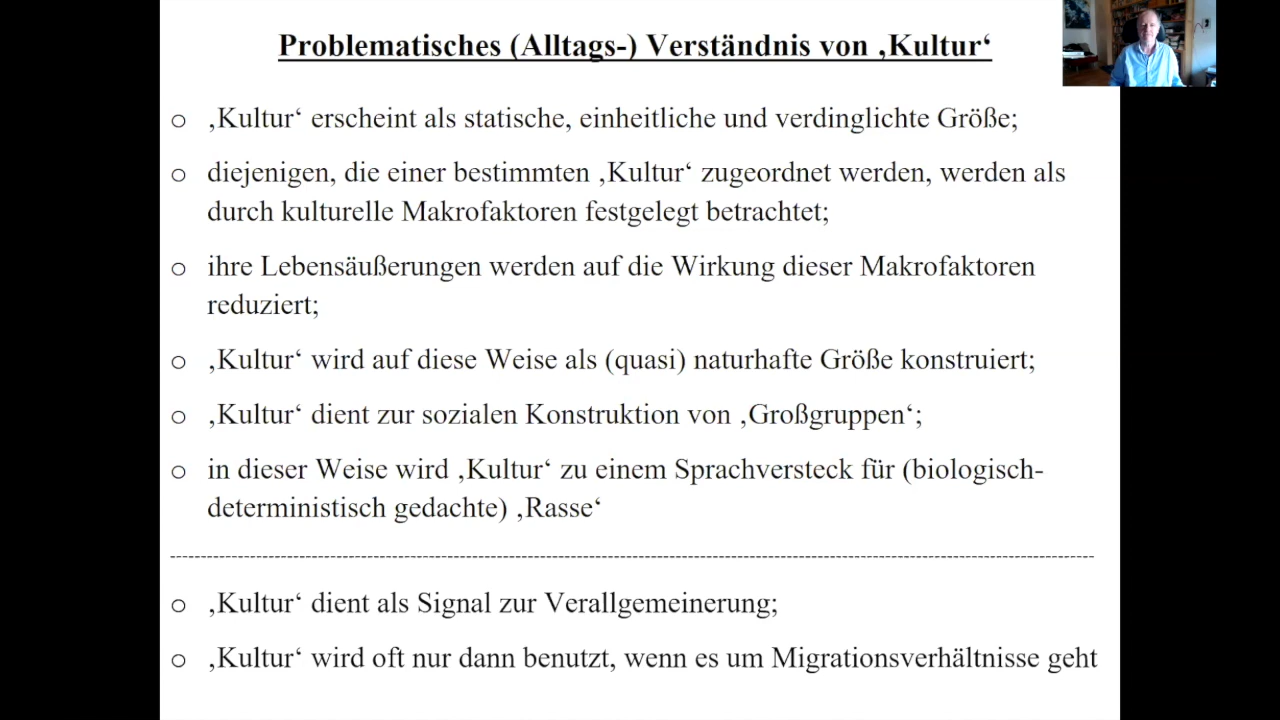 Problematisches (Alltags-) Verständnis von ‚Kultur‘
o ‚Kultur‘ erscheint als statische, einheitliche und verdinglichte Größe;
o diejenigen, die einer bestimmten ‚Kultur‘ zugeordnet werden, werden als
durch kulturelle Makrofaktoren festgelegt betrachtet;
o ihre Lebensäußerungen werden auf die Wirkung dieser Makrofaktoren
reduziert;
o ‚Kultur‘ wird auf diese Weise als (quasi) naturhafte Größe konstruiert;
o ‚Kultur‘ dient zur sozialen Konstruktion von ‚Großgruppen‘;
o in dieser Weise wird ‚Kultur‘ zu einem Sprachversteck für (biologisch-
deterministisch gedachte) ‚Rasse‘
o ‚Kultur‘ dient als Signal zur Verallgemeinerung;
o ‚Kultur‘ wird oft nur dann benutzt, wenn es um Migrationsverhältnisse geht